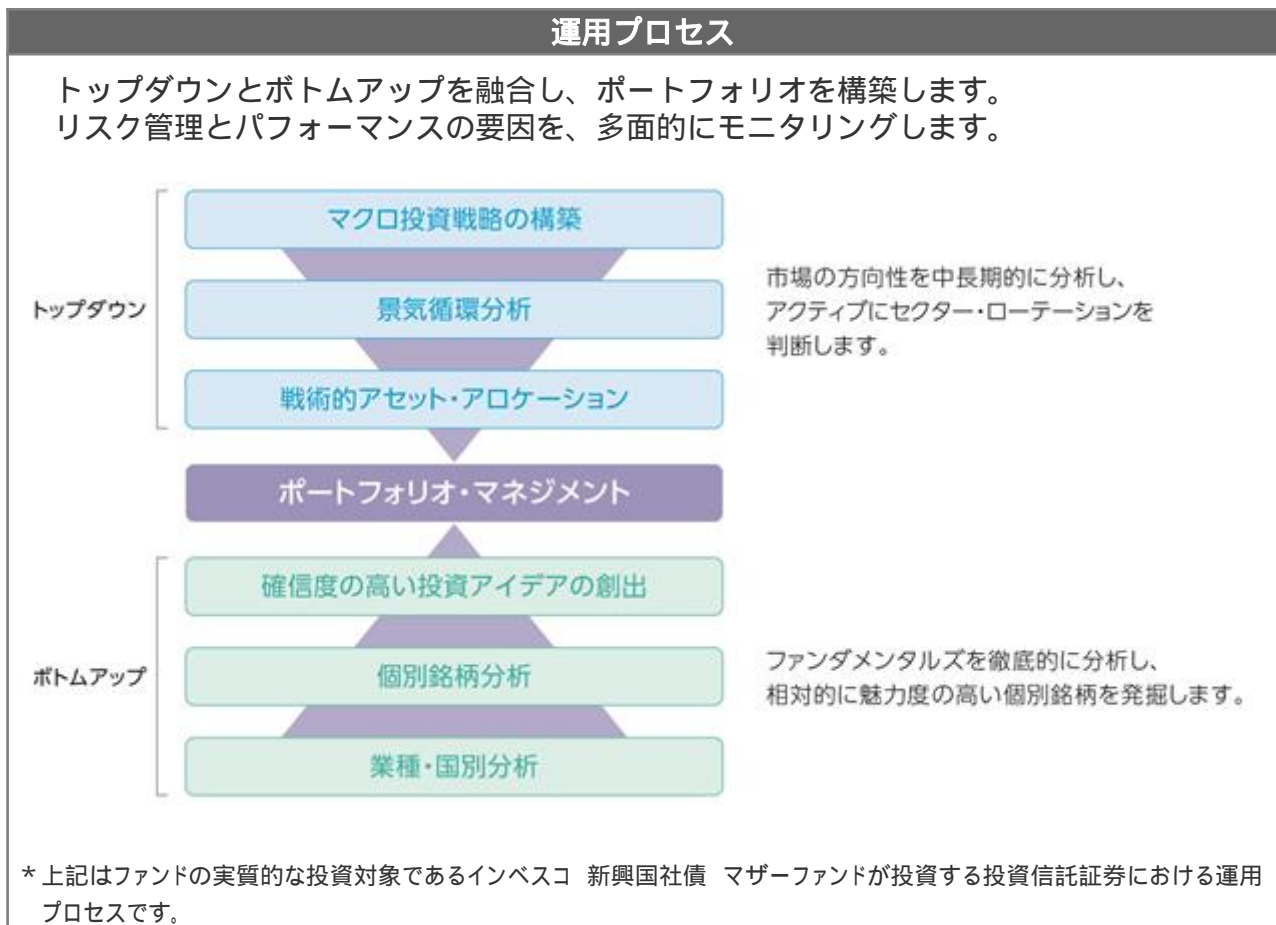 運用プロセス
トップダウンとボトムアップを融合し、ポートフォリオを構築します。
リスク管理とパフォーマンスの要因を、多面的にモニタリングします。
トップダウン
マクロ投資戦略の構築
景気循環分析
戦術的アセット・アロケーション
市場の方向性を中長期的に分析し、
アクティブにセクター・ローテーションを
判断します。
ポートフォリオ・マネジメント
ボトムアップ
確信度の高い投資アイデアの創出
個別銘柄分析
業種・国別分析
ファンダメンタルズを徹底的に分析し、
相対的に魅力度の高い個別銘柄を発掘します。
*上記はファンドの実質的な投資対象であるインベスコ 新興国社債 マザーファンドが投資する投資信託証券における運用
プロセスです。